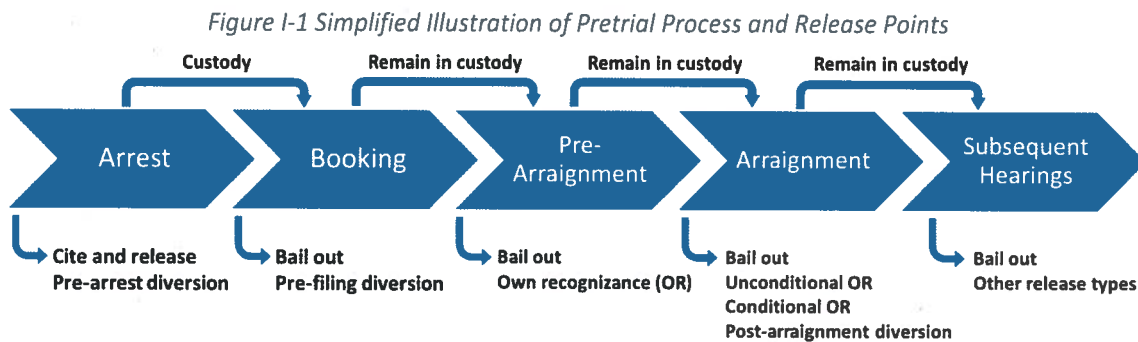 Figure I-1 Simplified Illustration of Pretrial Process and Release Points
Custody
Remain in custody
Remain in custody
Remain in custody
Arrest
Booking
Pre-
Arraignment
Arraignment
Subsequent
Hearings
Cite and release
Pre-arrest diversion
Bail out
Pre-filing diversion
Bail out
Own recognizance (OR)
Bail out
Unconditional OR
Conditional OR
Post-arraignment diversion
Bail out
Other release types